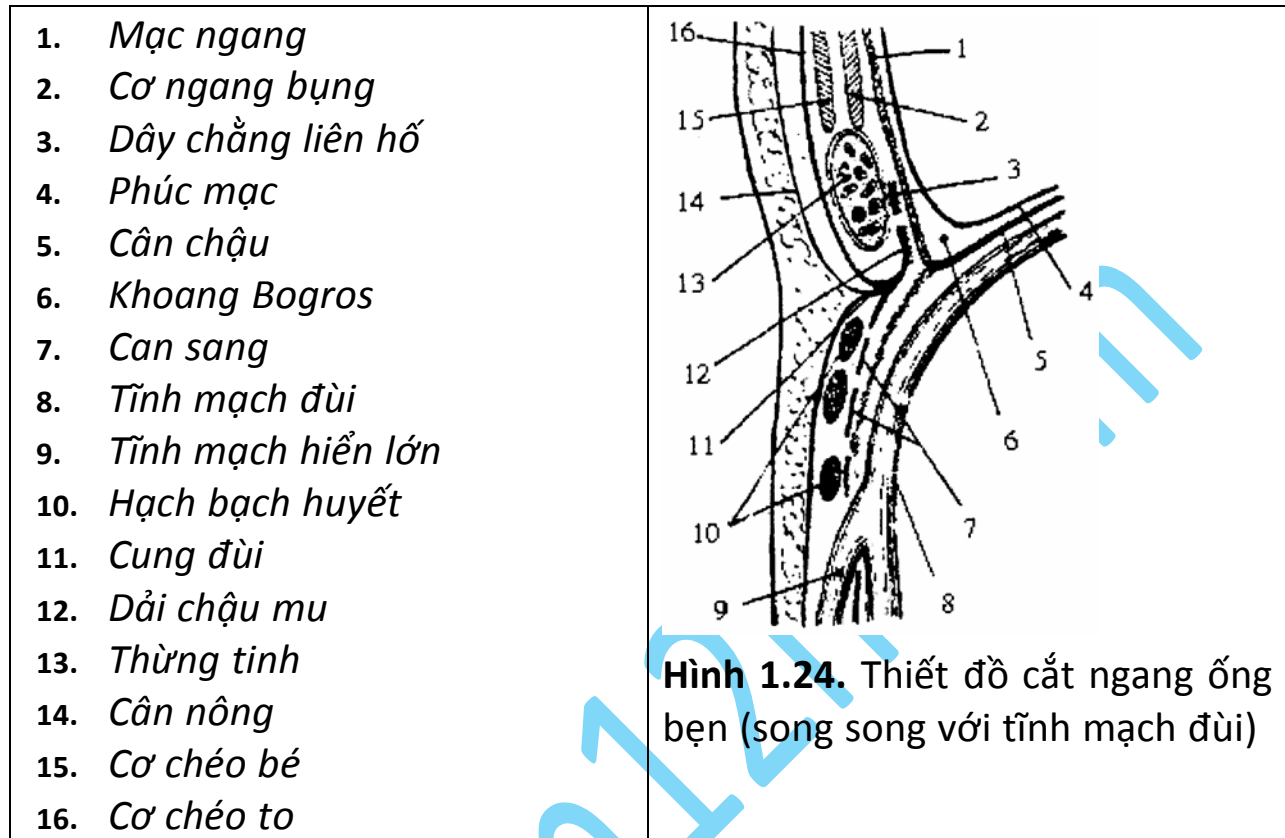 1. Mạc ngang
2. Cơ ngang bụng
3. Dây chằng liên hố
4. Phúc mạc
5. Cân chậu
6. Khoang Bogros
7. Can sang
8. Tĩnh mạch đùi
9. Tĩnh mạch hiển lớn
10. Hạch bạch huyết
11. Cung đùi
12. Dải chậu mu
13. Thừng tinh
14. Cân nông
15. Cơ chéo bé
16. Cơ chéo to
16
1
15
2
14
3
13
4
12
5
11
6
10
7
9
8
Hình 1.24. Thiết đồ cắt ngang ống
bẹn (song song với tĩnh mạch đùi)